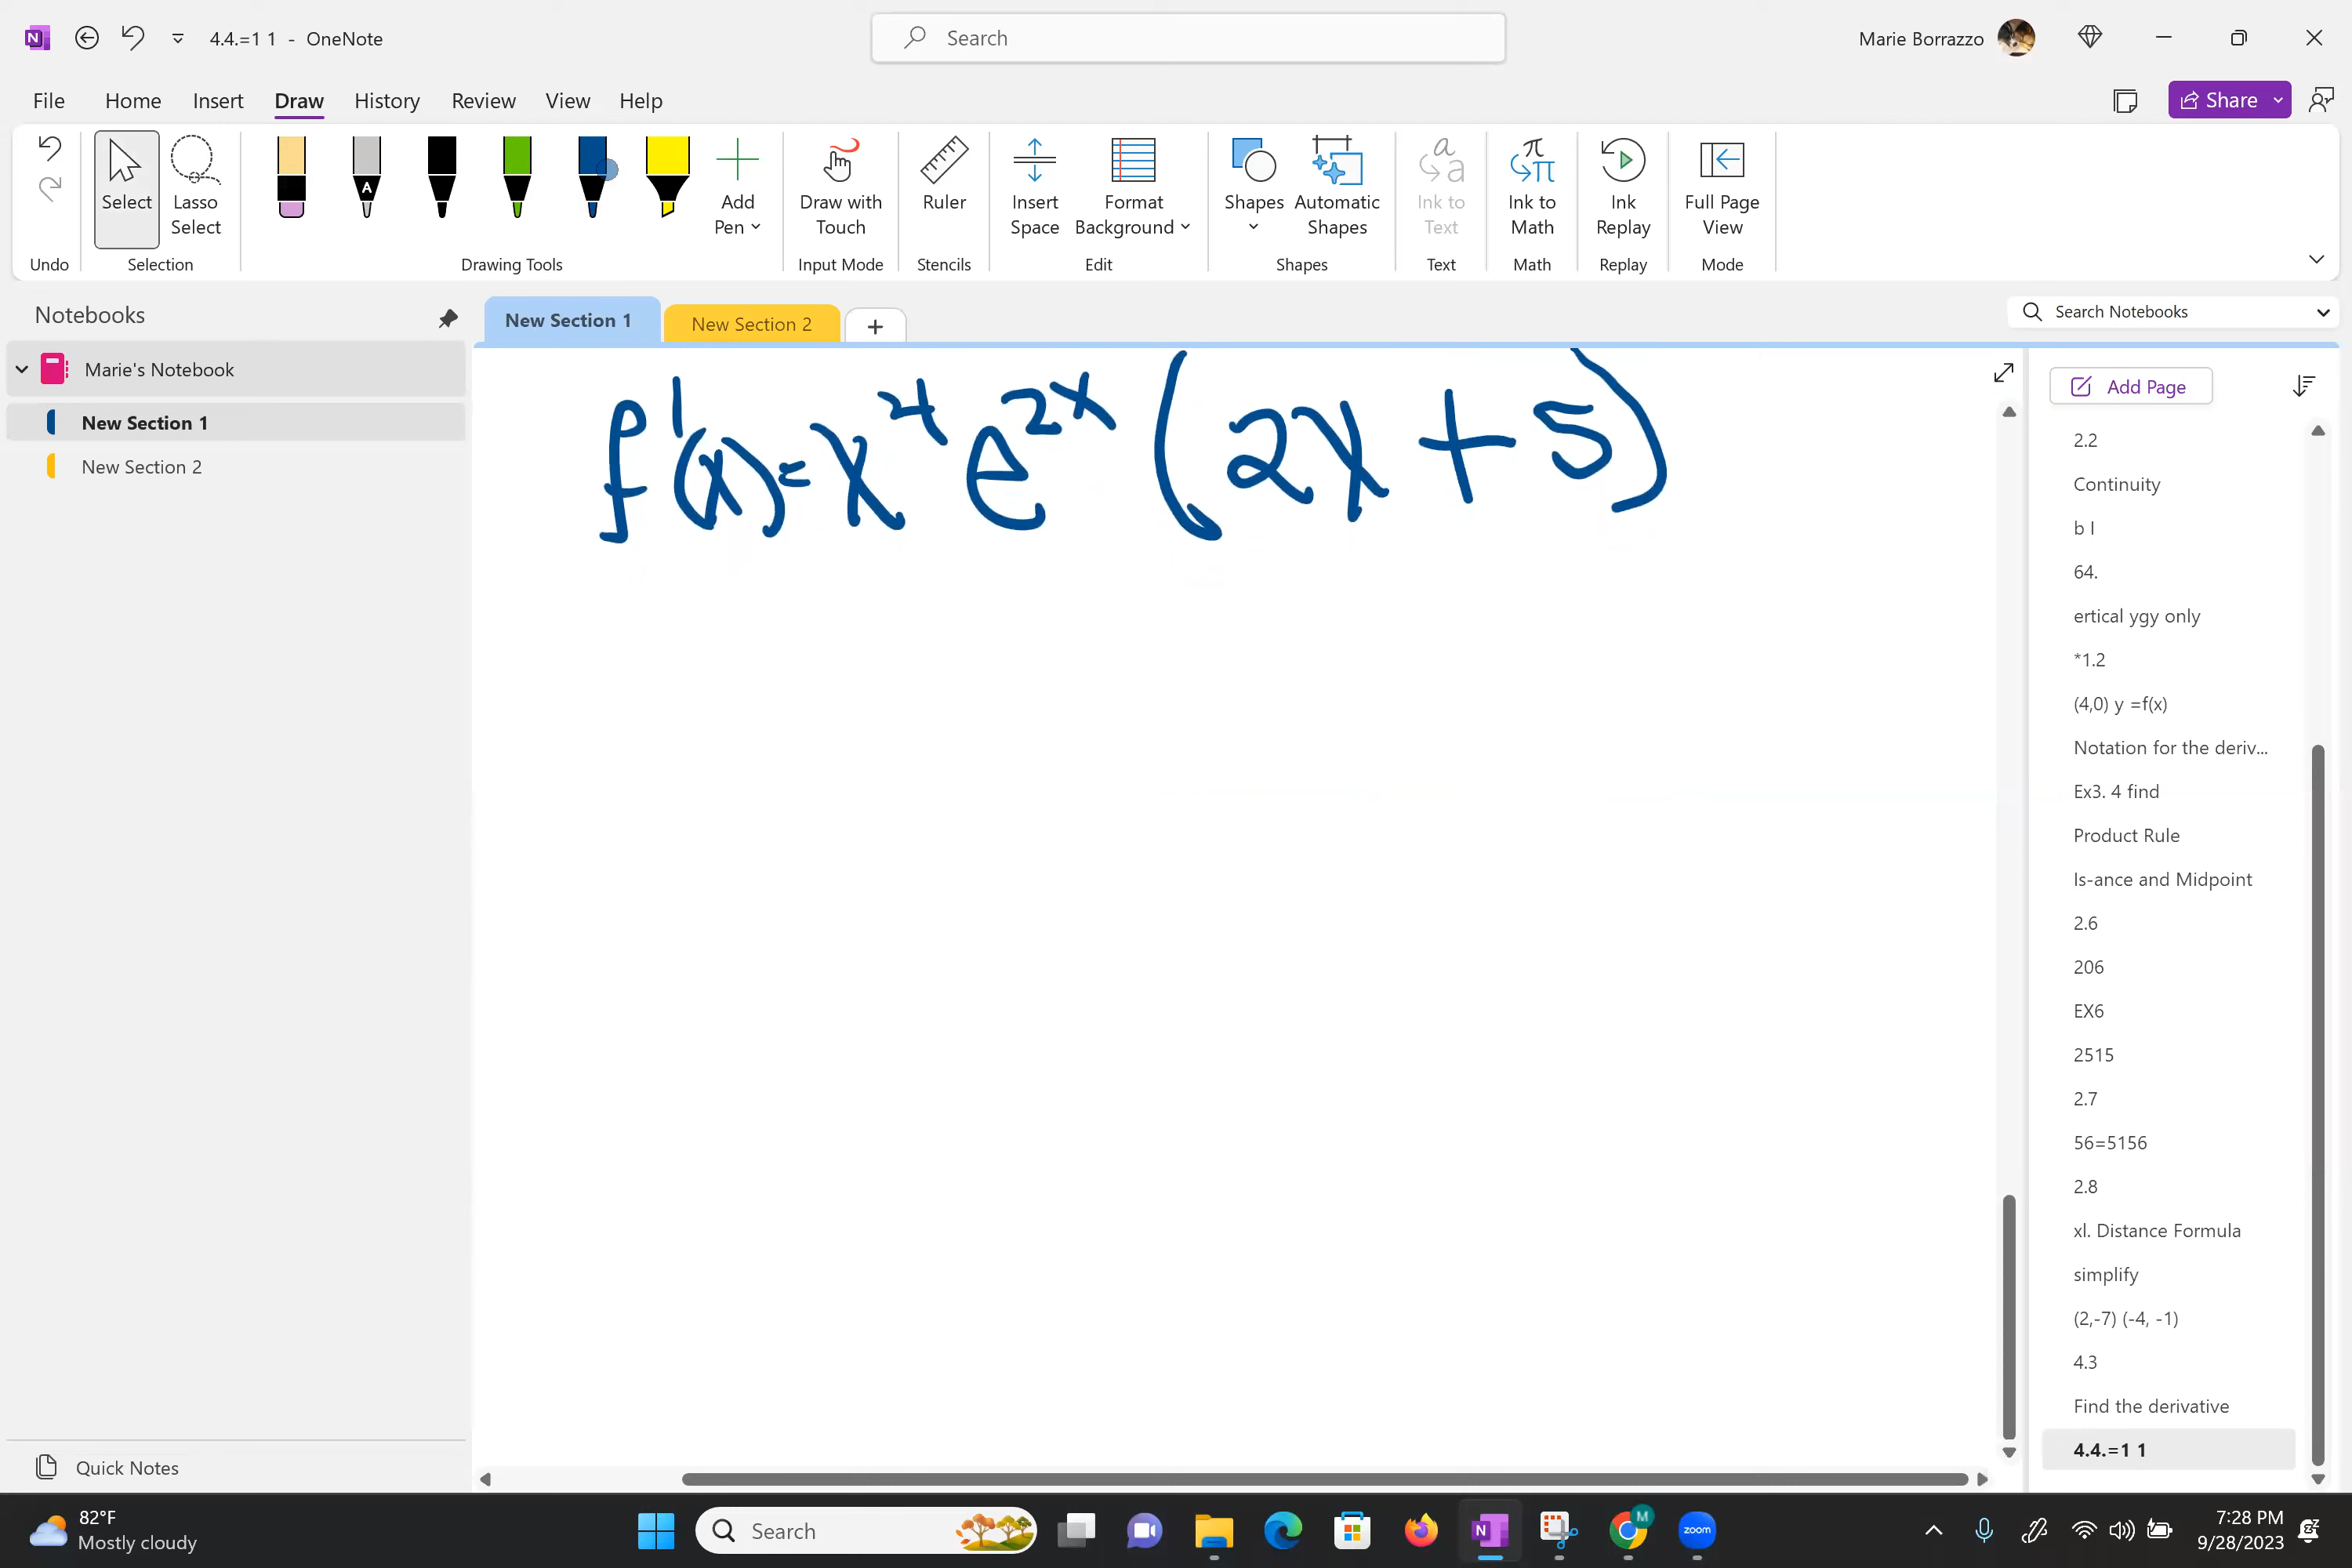 4.4.=1 1 - OneNote
Search
Marie Borrazzo
File Home Insert Draw History Review View Help
Share
Select
Lasso Select
A
Add Pen
Draw with Touch
Ruler
Insert Space
Format Background
Shapes
Automatic Shapes
Ink to Text
Ink to Math
Ink Replay
Full Page View
Undo Selection Drawing Tools Input Mode Stencils Edit Shapes Text Math Replay Mode
Notebooks
Marie's Notebook
New Section 1
New Section 2
Quick Notes
New Section 1 New Section 2 +
Search Notebooks
f'(x)=x⁴e²ˣ(2x+5)
Add Page
2.2
Continuity
b I
64.
ertical ygy only
*1.2
(4,0) y =f(x)
Notation for the deriv...
Ex3. 4 find
Product Rule
Is-ance and Midpoint
2.6
206
EX6
2515
2.7
56=5156
2.8
xl. Distance Formula
simplify
(2,-7) (-4, -1)
4.3
Find the derivative
4.4.=1 1
82°F
Mostly cloudy
Search
M
zoom
7:28 PM
9/28/2023